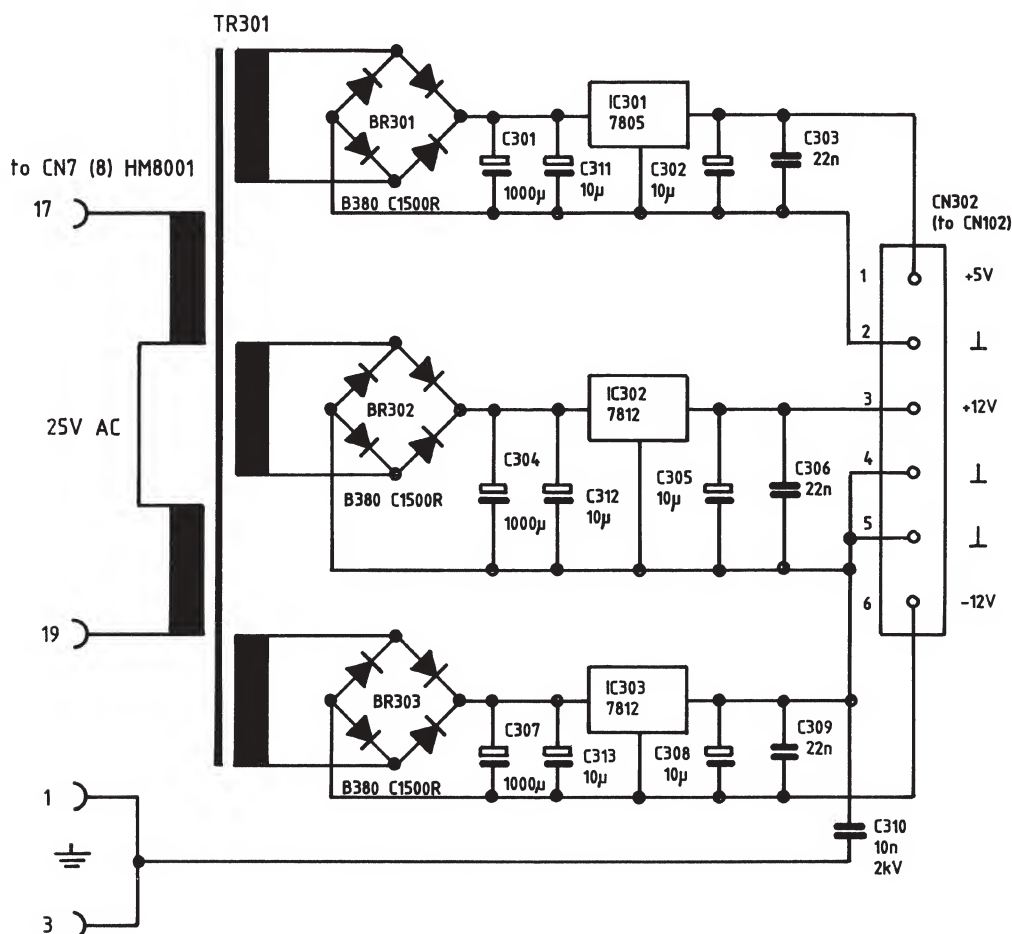 TR301
to CN7 (8) HM8001
17
25V AC
19
1
3
BR301
B380 C1500R
C301
1000µ
C311
10µ
IC301
7805
C302
10µ
C303
22n
BR302
B380 C1500R
C304
1000µ
C312
10µ
IC302
7812
C305
10µ
C306
22n
BR303
B380 C1500R
C307
1000µ
C313
10µ
IC303
7812
C308
10µ
C309
22n
C310
10n
2kV
CN302
(to CN102)
1 +5V
2 ⊥
3 +12V
4 ⊥
5 ⊥
6 -12V